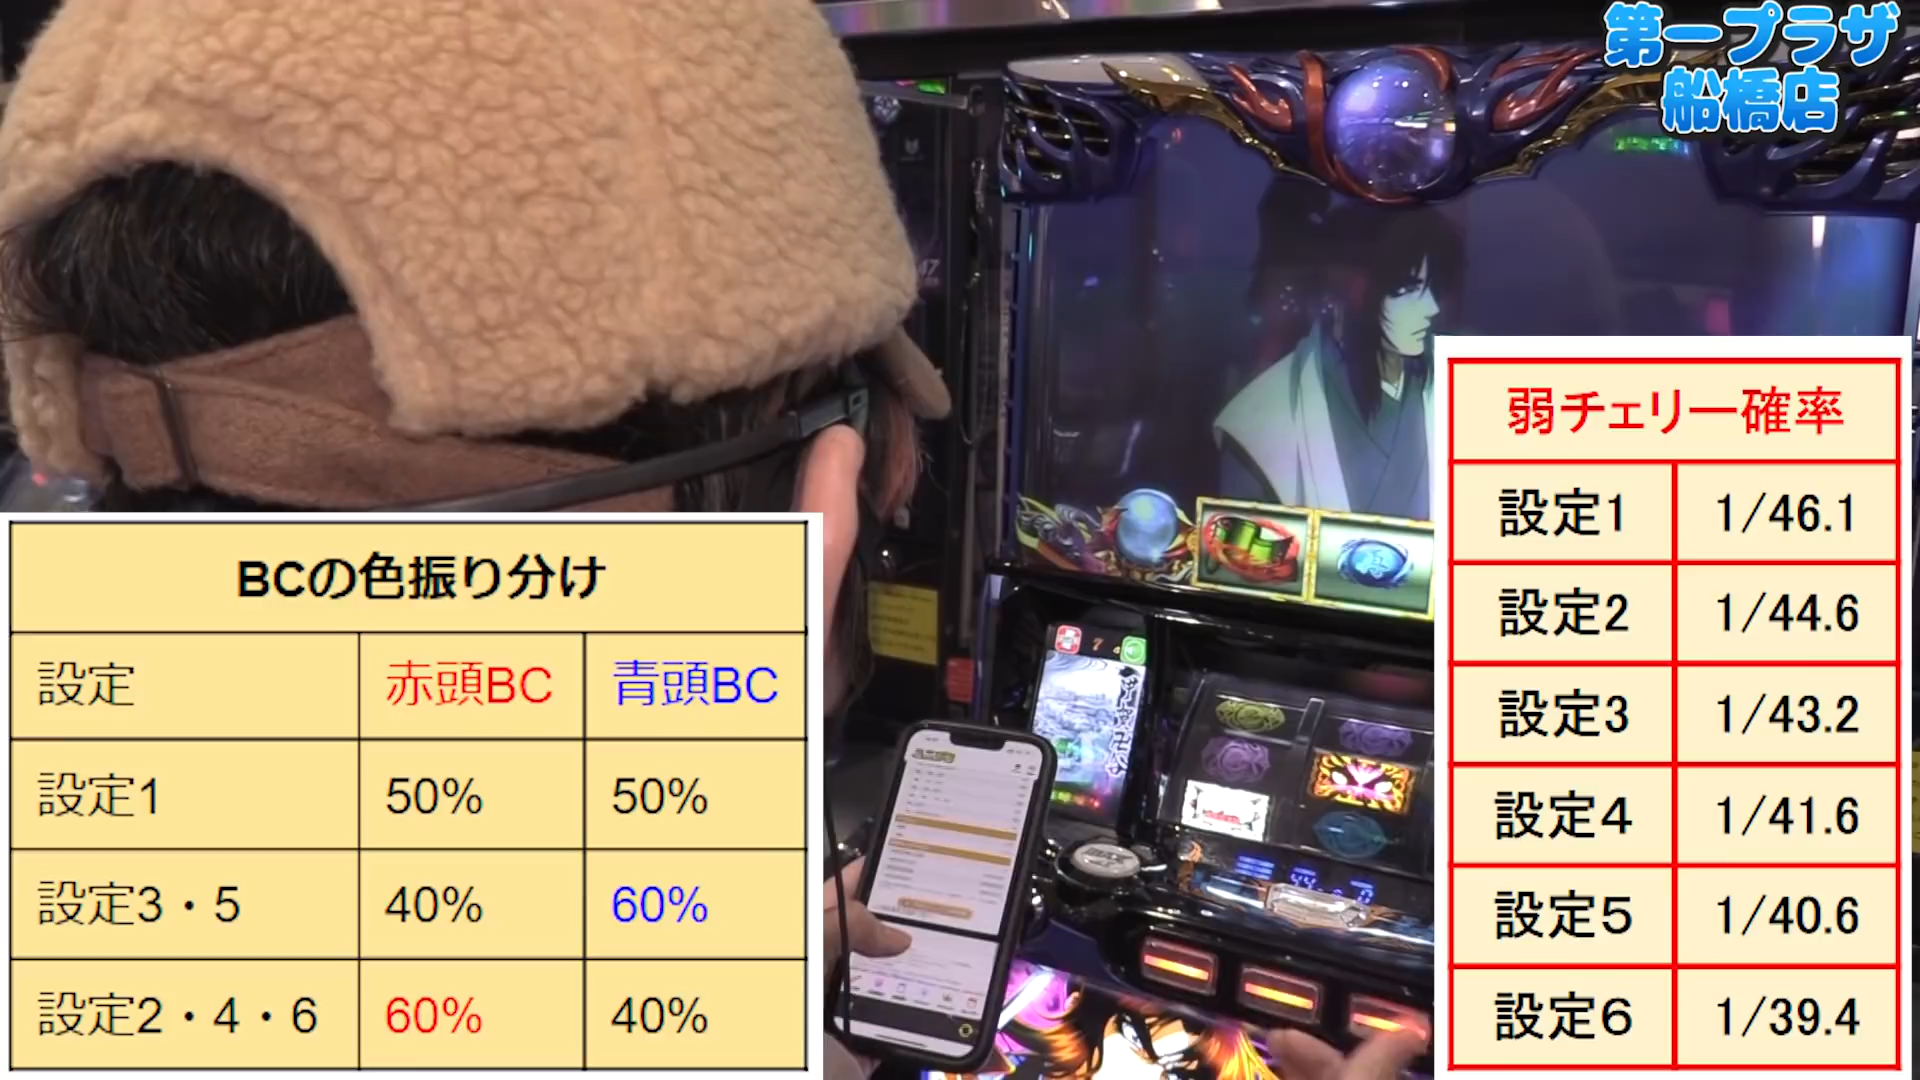 第一プラザ
船橋店
BCの色振り分け
設定 赤頭BC 青頭BC
設定1 50% 50%
設定3・5 40% 60%
設定2・4・6 60% 40%
弱チェリー確率
設定1 1/46.1
設定2 1/44.6
設定3 1/43.2
設定4 1/41.6
設定5 1/40.6
設定6 1/39.4